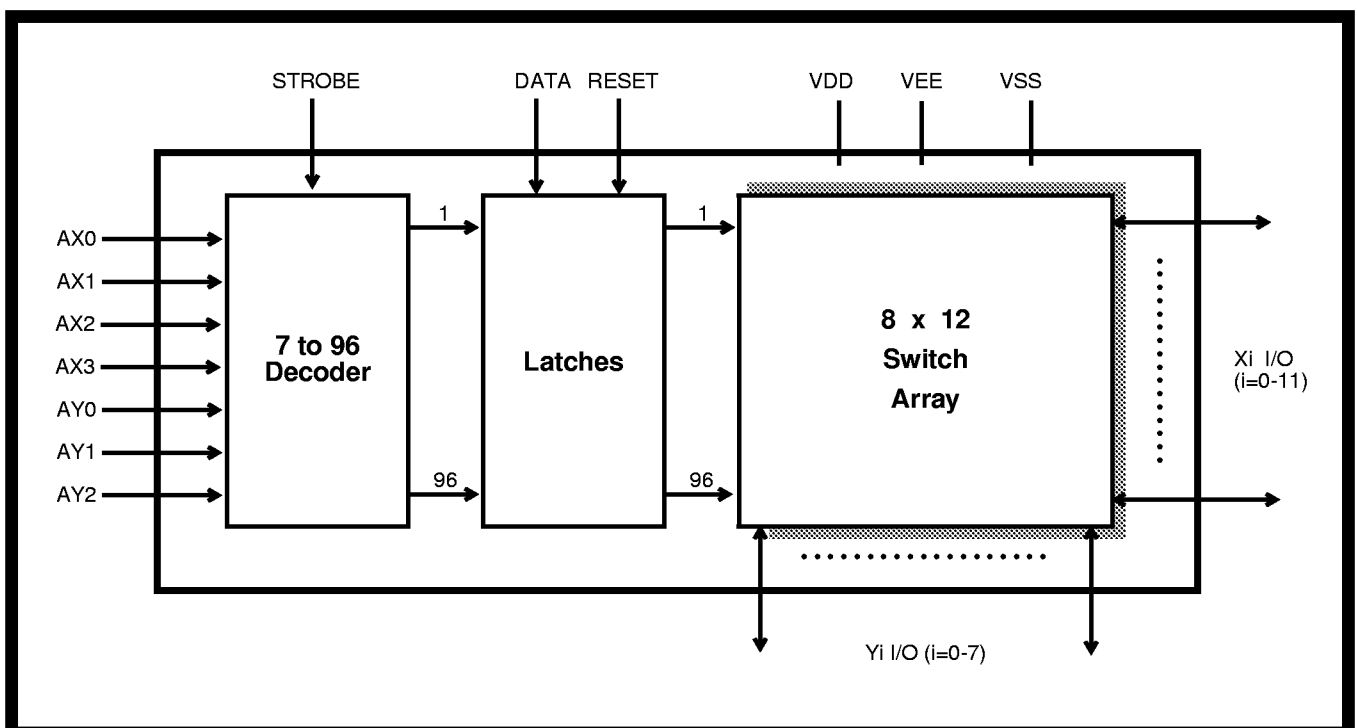 STROBE
DATA
RESET
VDD
VEE
VSS
AX0
AX1
AX2
AX3
AY0
AY1
AY2
7 to 96
Decoder
1
96
Latches
1
96
8 x 12
Switch
Array
Xi I/O
(i=0-11)
Yi I/O (i=0-7)